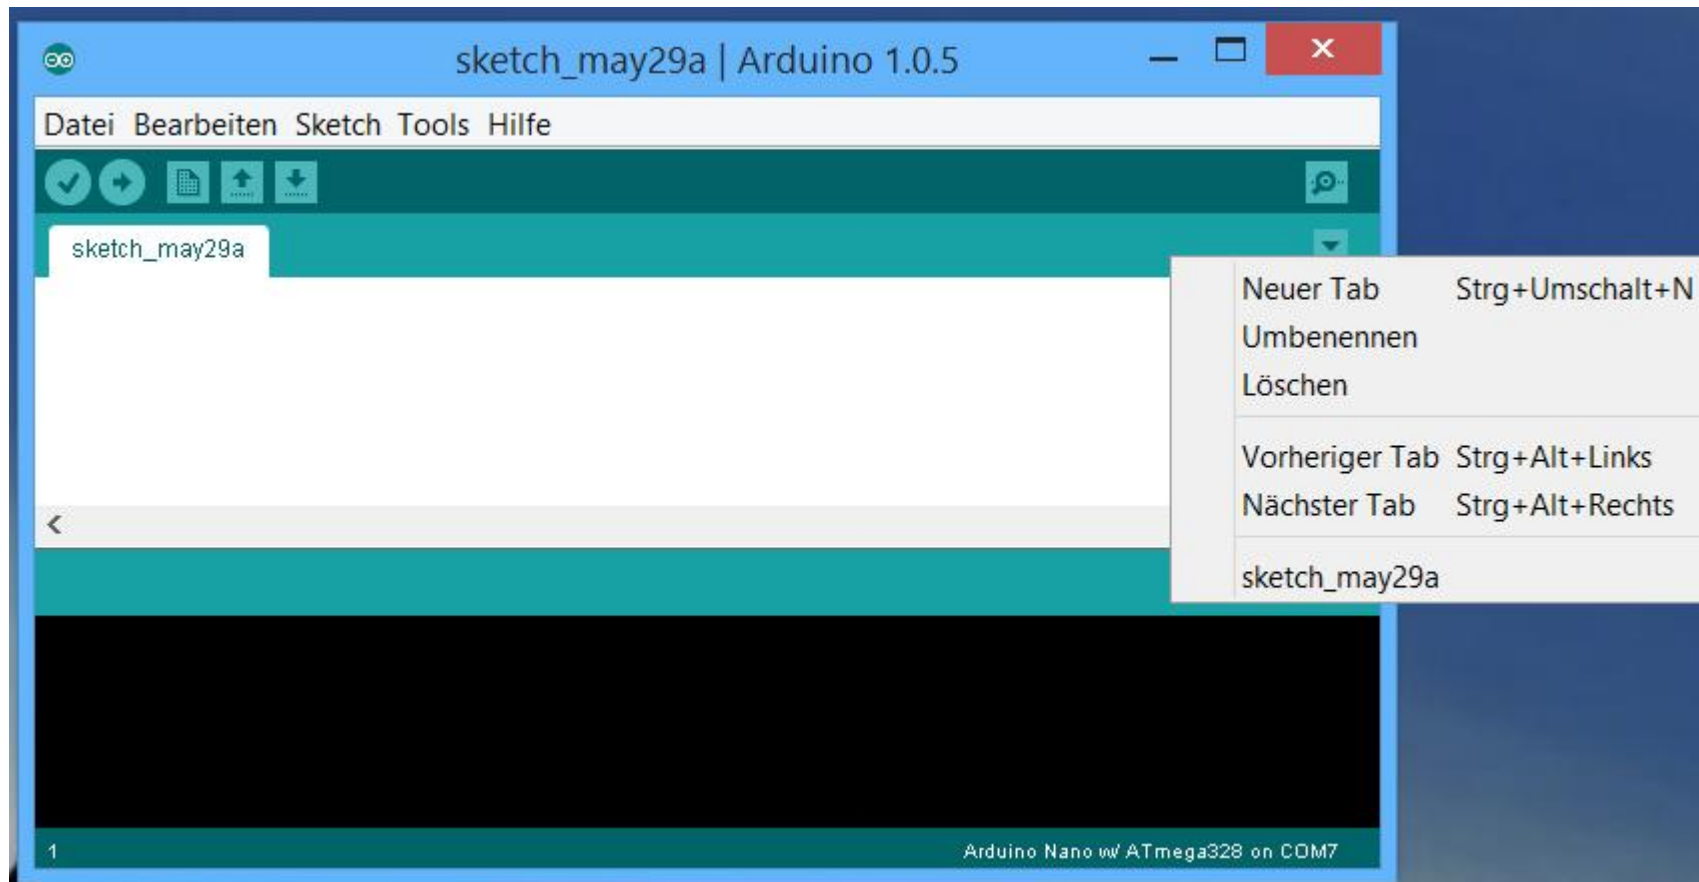 sketch_may29a | Arduino 1.0.5
Datei Bearbeiten Sketch Tools Hilfe
sketch_may29a
Neuer Tab Strg+Umschalt+N
Umbenennen
Löschen
Vorheriger Tab Strg+Alt+Links
Nächster Tab Strg+Alt+Rechts
sketch_may29a
1 Arduino Nano w/ ATmega328 on COM7